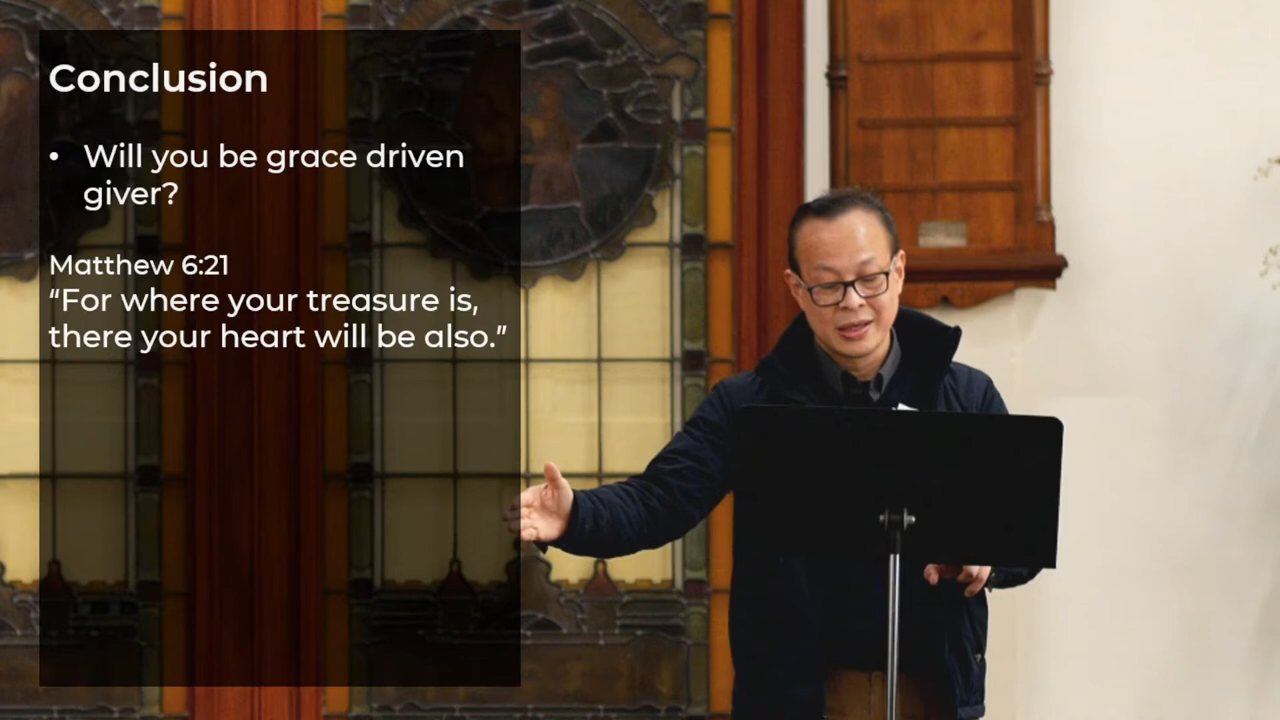 Conclusion
• Will you be grace driven
giver?
Matthew 6:21
“For where your treasure is,
there your heart will be also.”